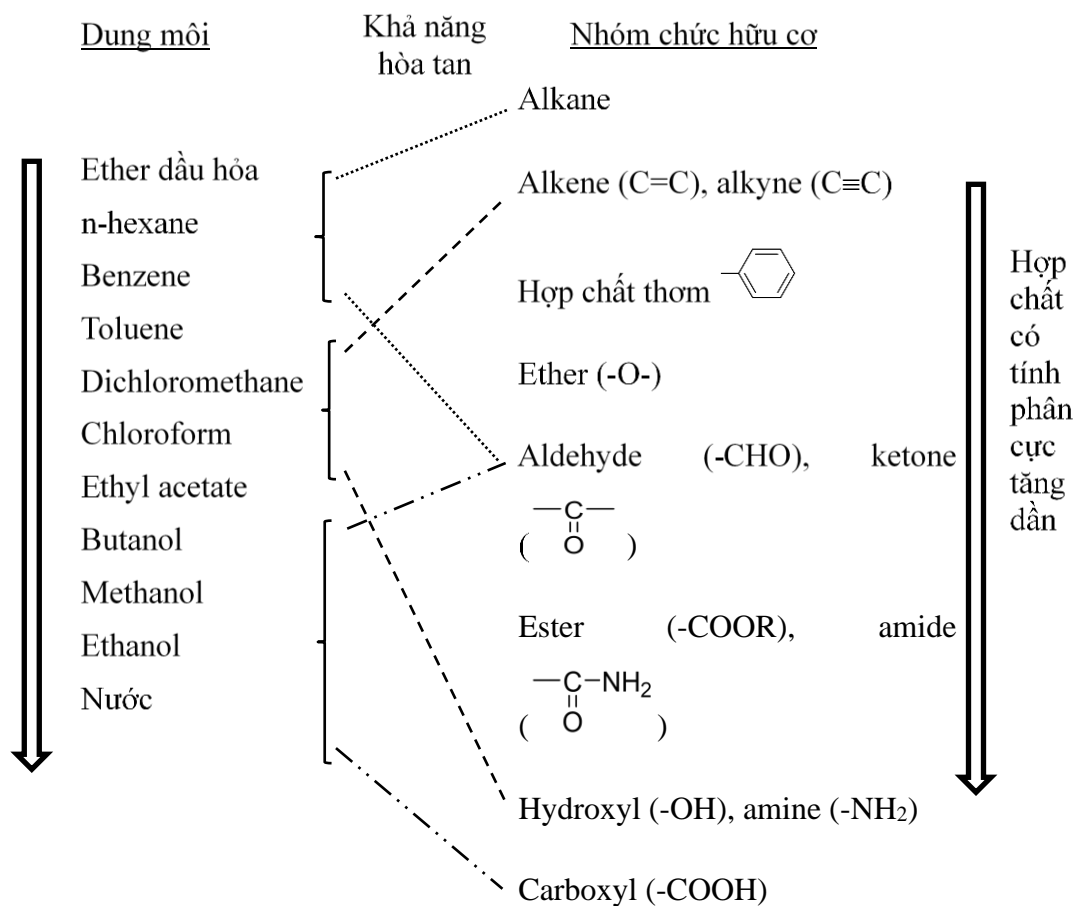 Dung môi
Khả năng
hòa tan
Nhóm chức hữu cơ
Ether dầu hỏa
n-hexane
Benzene
Toluene
Dichloromethane
Chloroform
Ethyl acetate
Butanol
Methanol
Ethanol
Nước
Alkane
Alkene (C=C), alkyne (C≡C)
Hợp chất thơm
Ether (-O-)
Aldehyde (-CHO), ketone
( —C— )
O
Ester (-COOR), amide
( —C–NH₂ )
O
Hydroxyl (-OH), amine (-NH₂)
Carboxyl (-COOH)
Hợp
chất
có
tính
phân
cực
tăng
dần